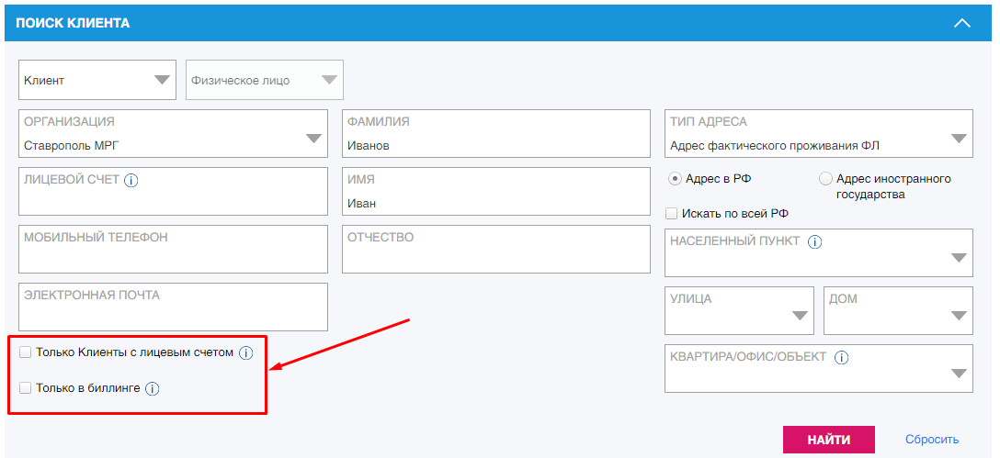 ПОИСК КЛИЕНТА
Клиент
Физическое лицо
ОРГАНИЗАЦИЯ
Ставрополь МРГ
ФАМИЛИЯ
Иванов
ТИП АДРЕСА
Адрес фактического проживания ФЛ
ЛИЦЕВОЙ СЧЕТ
ИМЯ
Иван
Адрес в РФ
Адрес иностранного
государства
Искать по всей РФ
МОБИЛЬНЫЙ ТЕЛЕФОН
ОТЧЕСТВО
НАСЕЛЕННЫЙ ПУНКТ
ЭЛЕКТРОННАЯ ПОЧТА
УЛИЦА
ДОМ
Только Клиенты с лицевым счетом
КВАРТИРА/ОФИС/ОБЪЕКТ
Только в биллинге
НАЙТИ
Сбросить